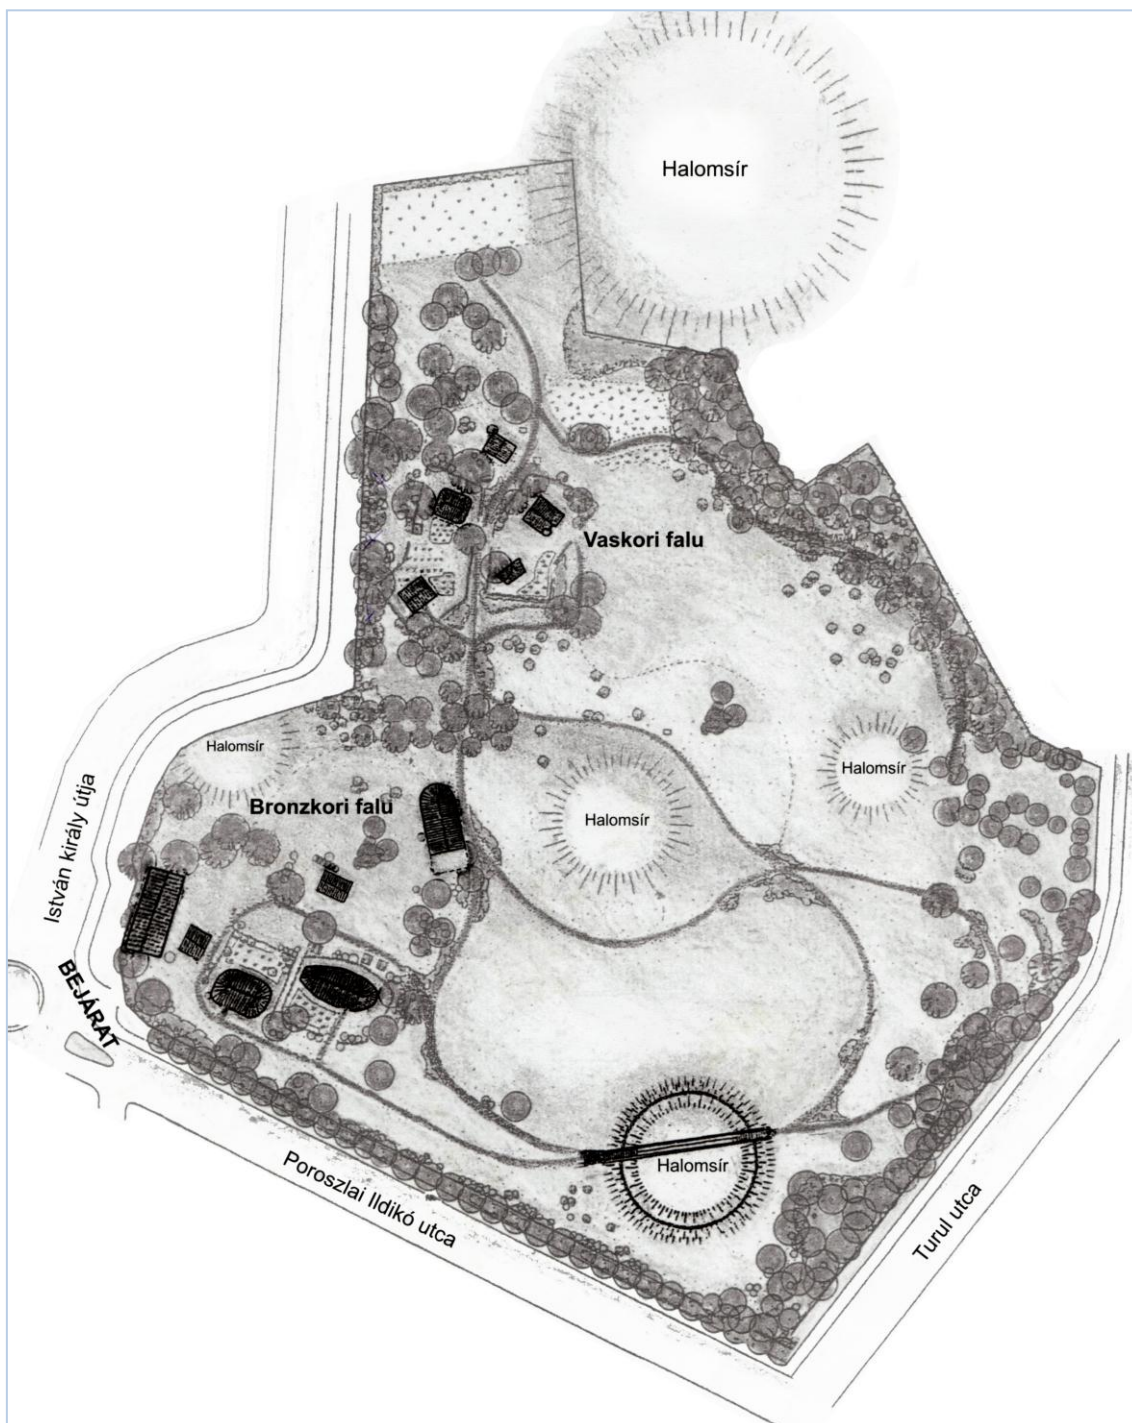 Halomsír
Vaskori falu
Halomsír
Halomsír
Bronzkori falu
Halomsír
István király útja
BEJÁRAT
Halomsír
Poroszlai Ildikó utca
Turul utca